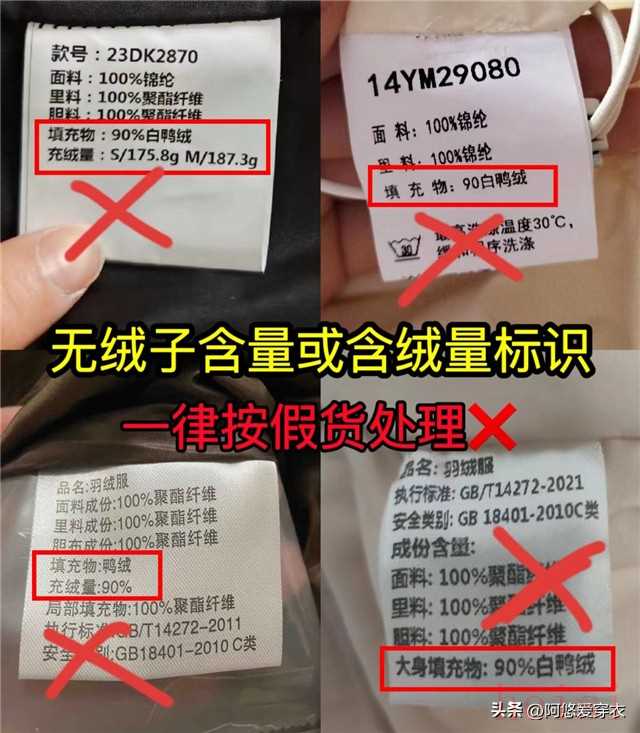 款号：23DK2870
面料：100%锦纶
里料：100%聚酯纤维
胆料：100%聚酯纤维
填充物：90%白鸭绒
充绒量：S/175.8g M/187.3g
14YM29080
面 料：100%锦纶
里 料：100%锦纶
填 充 物：90白鸭绒
温度30℃，
程序洗涤
无绒子含量或含绒量标识
一律按假货处理
品名:羽绒服
面料成份:100%聚酯纤维
里料成份:100%聚酯纤维
胆布成分:100%聚酯纤维
填充物:鸭绒
充绒量:90%
局部填充物:100%聚酯纤维
执行标准:GB/T14272-2011
安全类别:GB18401-2010 C类
品名: 羽绒服
执行标准: GB/T14272-2021
安全类别: GB 18401-2010C类
成份含量:
面料: 100%聚酯纤维
里料: 100%聚酯纤维
胆料: 100%聚酯纤维
大身填充物: 90%白鸭绒
头条 @阿悠爱穿衣